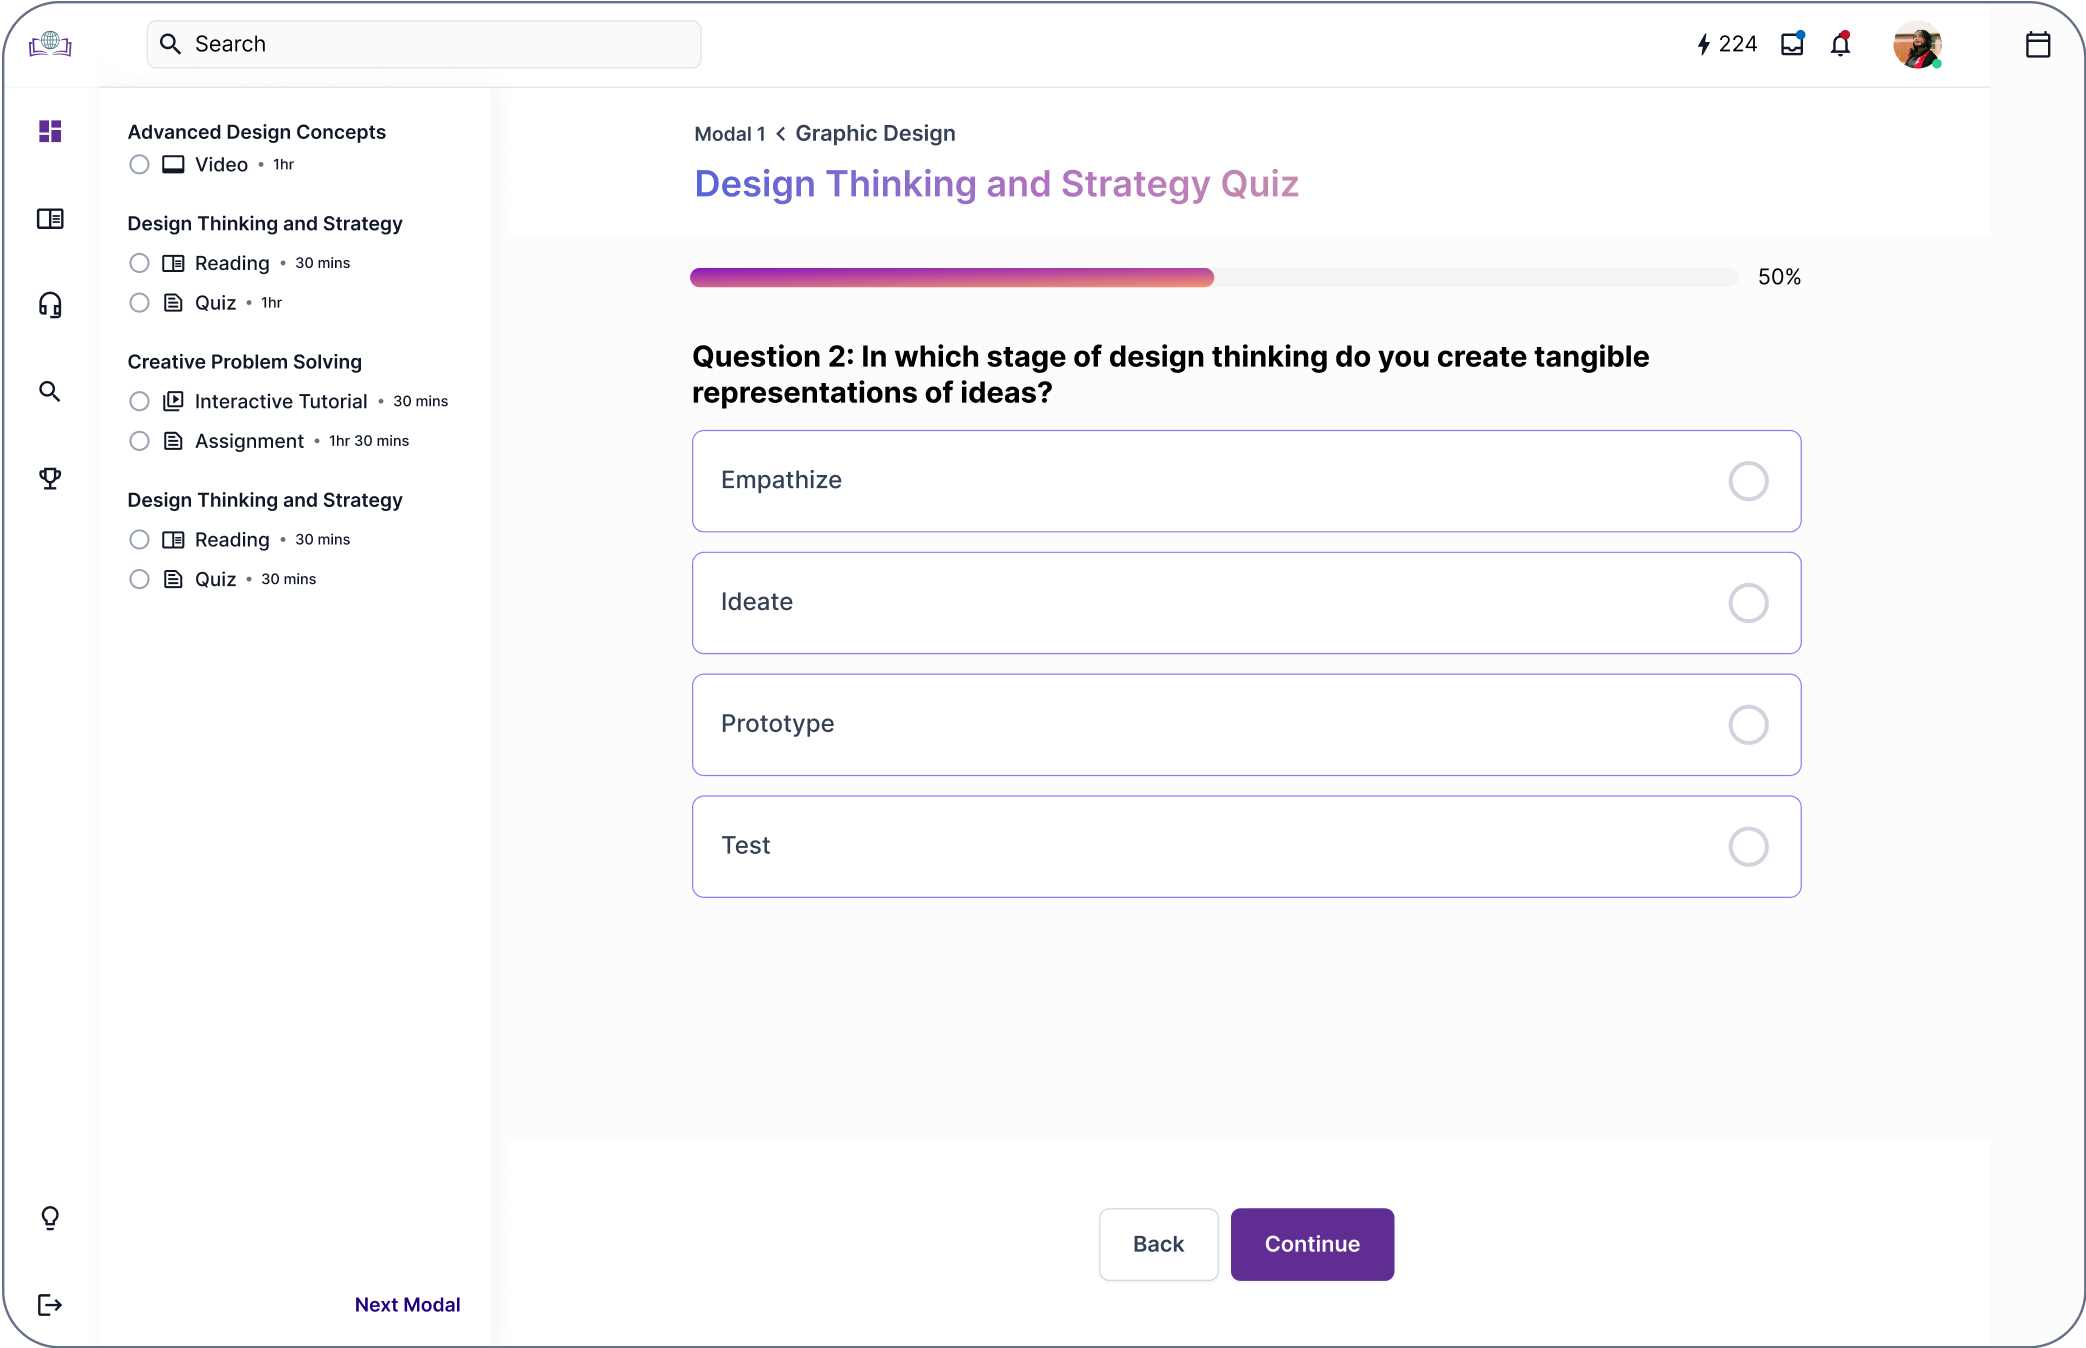 Search
224
Advanced Design Concepts
Video • 1hr
Design Thinking and Strategy
Reading • 30 mins
Quiz • 1hr
Creative Problem Solving
Interactive Tutorial • 30 mins
Assignment • 1hr 30 mins
Design Thinking and Strategy
Reading • 30 mins
Quiz • 30 mins
Next Modal
Modal 1 < Graphic Design
Design Thinking and Strategy Quiz
50%
Question 2: In which stage of design thinking do you create tangible
representations of ideas?
Empathize
Ideate
Prototype
Test
Back
Continue